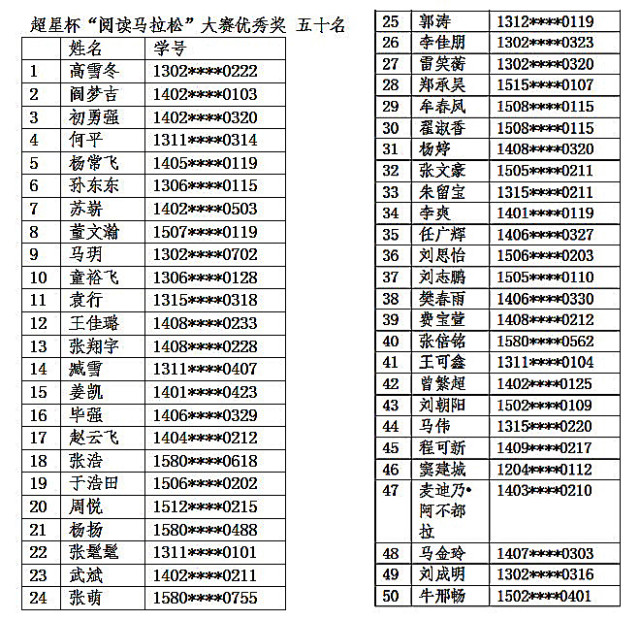 超星杯“阅读马拉松”大赛优秀奖 五十名
姓名 学号
1 高雪冬 1302****0222
2 阎梦吉 1402****0103
3 初勇强 1402****0320
4 何平 1311****0314
5 杨常飞 1405****0119
6 孙东东 1306****0115
7 苏崭 1402****0503
8 董文瀚 1507****0119
9 马玥 1302****0702
10 童裕飞 1306****0128
11 袁行 1315****0318
12 王佳璐 1408****0233
13 张翔宇 1408****0228
14 臧雪 1311****0407
15 姜凯 1401****0423
16 毕强 1406****0329
17 赵云飞 1404****0212
18 张浩 1580****0618
19 于浩田 1506****0202
20 周悦 1512****0215
21 杨扬 1580****0488
22 张髦髦 1311****0101
23 武斌 1402****0211
24 张萌 1580****0755
25 郭涛 1312****0119
26 李佳朋 1302****0323
27 雷笑蘅 1302****0320
28 郑承昊 1515****0107
29 牟春凤 1508****0115
30 翟淑香 1508****0115
31 杨婷 1408****0320
32 张文豪 1505****0211
33 朱留宝 1315****0211
34 李爽 1401****0119
35 任广辉 1406****0327
36 刘恩怡 1506****0203
37 刘志鹏 1505****0110
38 樊春雨 1406****0330
39 费宝萱 1408****0212
40 张倍铭 1580****0562
41 王可鑫 1311****0104
42 曾繁超 1402****0125
43 刘朝阳 1502****0109
44 马伟 1315****0220
45 程可新 1409****0217
46 窦建城 1204****0112
47 麦迪乃• 1403****0210
阿不都
拉
48 马金玲 1407****0303
49 刘成明 1302****0316
50 牛邢畅 1502****0401